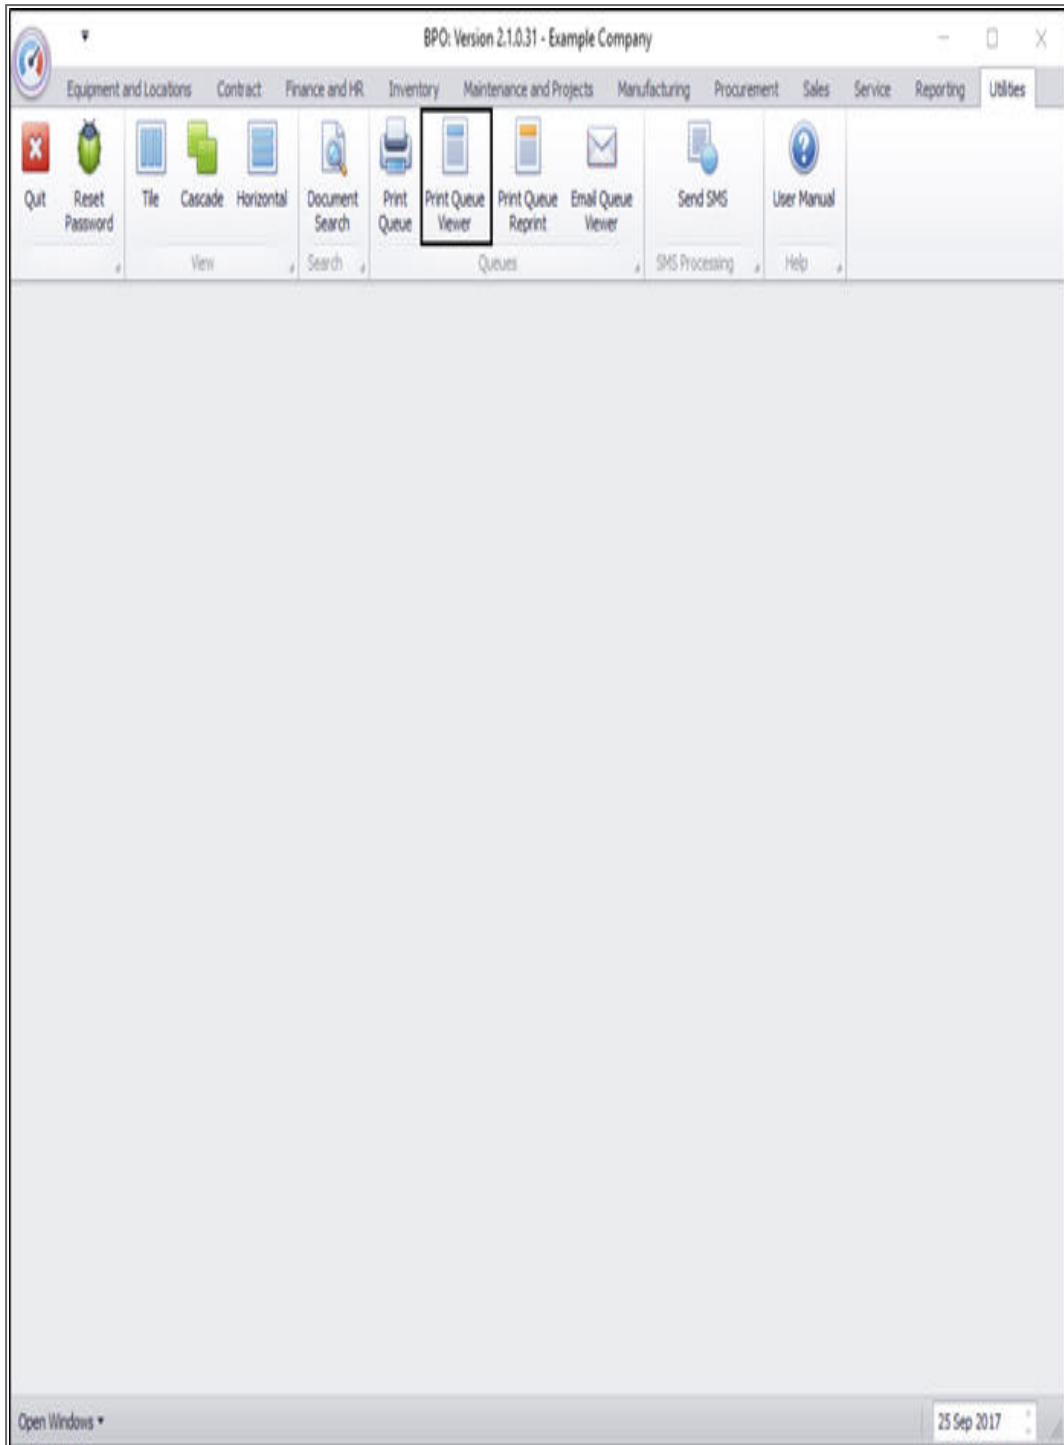 BPO: Version 2.1.0.31 - Example Company
Equipment and Locations Contract Finance and HR Inventory Maintenance and Projects Manufacturing Procurement Sales Service Reporting Utilities
Quit Reset Tile Cascade Horizontal Document Print Print Queue Print Queue Email Queue Send SMS User Manual
Password Search Queue Viewer Reprint Viewer
View Search Queues SMS Processing Help
Open Windows 25 Sep 2017